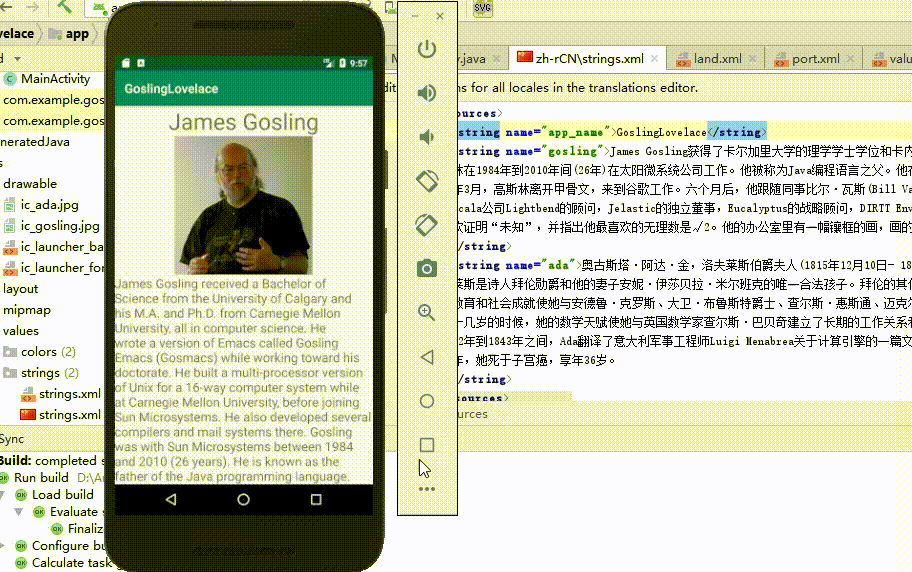 velace
app
MainActivity
com.example.gos
com.example.gos
neratedJava
s
drawable
ic_ada.jpg
ic_gosling.jpg
ic_launcher_ba
ic_launcher_for
layout
mipmap
values
colors (2)
strings (2)
strings.xml
strings.xml
Sync
Build: completed s
Run build D:\A
Load build
Evaluate s
Finaliz
Configure bu
Calculate task
9:57
GoslingLovelace
James Gosling
James Gosling received a Bachelor of
Science from the University of Calgary and
his M.A. and Ph.D. from Carnegie Mellon
University, all in computer science. He
wrote a version of Emacs called Gosling
Emacs (Gosmacs) while working toward his
doctorate. He built a multi-processor version
of Unix for a 16-way computer system while
at Carnegie Mellon University, before joining
Sun Microsystems. He also developed several
compilers and mail systems there. Gosling
was with Sun Microsystems between 1984
and 2010 (26 years). He is known as the
father of the Java programming language.
SVG
y.java
zh-rCN\strings.xml
land.xml
port.xml
valu
ns for all locales in the translations editor.
ources>
string name="app_name">GoslingLovelace</string>
string name="gosling">James Gosling获得了卡尔加里大学的理学学士学位和卡内
林在1984年到2010年间(26年)在太阳微系统公司工作。他被称为Java编程语言之父。他在
年3月，高斯林离开甲骨文，来到谷歌工作。六个月后，他跟随同事比尔·瓦斯(Bill Va
cala公司Lightbend的顾问，Jelastic的独立董事，Eucalyptus的战略顾问，DIRTT Env
欢证明“未知”，并指出他最喜欢的无理数是√2。他的办公室里有一幅镶框的画，画的
/string>
string name="ada">奥古斯塔·阿达·金，洛夫莱斯伯爵夫人(1815年12月10日- 18
莱斯是诗人拜伦勋爵和他的妻子安妮·伊莎贝拉·米尔班克的唯一合法孩子。拜伦的其他
教育和社会成就使她与安德鲁·克罗斯、大卫·布鲁斯特爵士、查尔斯·惠斯通、迈克尔
十几岁的时候，她的数学天赋使她与英国数学家查尔斯·巴贝奇建立了长期的工作关系和
2年到1843年之间，Ada翻译了意大利军事工程师Luigi Menabrea关于计算引擎的一篇文
年，她死于子宫癌，享年36岁。
/string>
sources>
ources